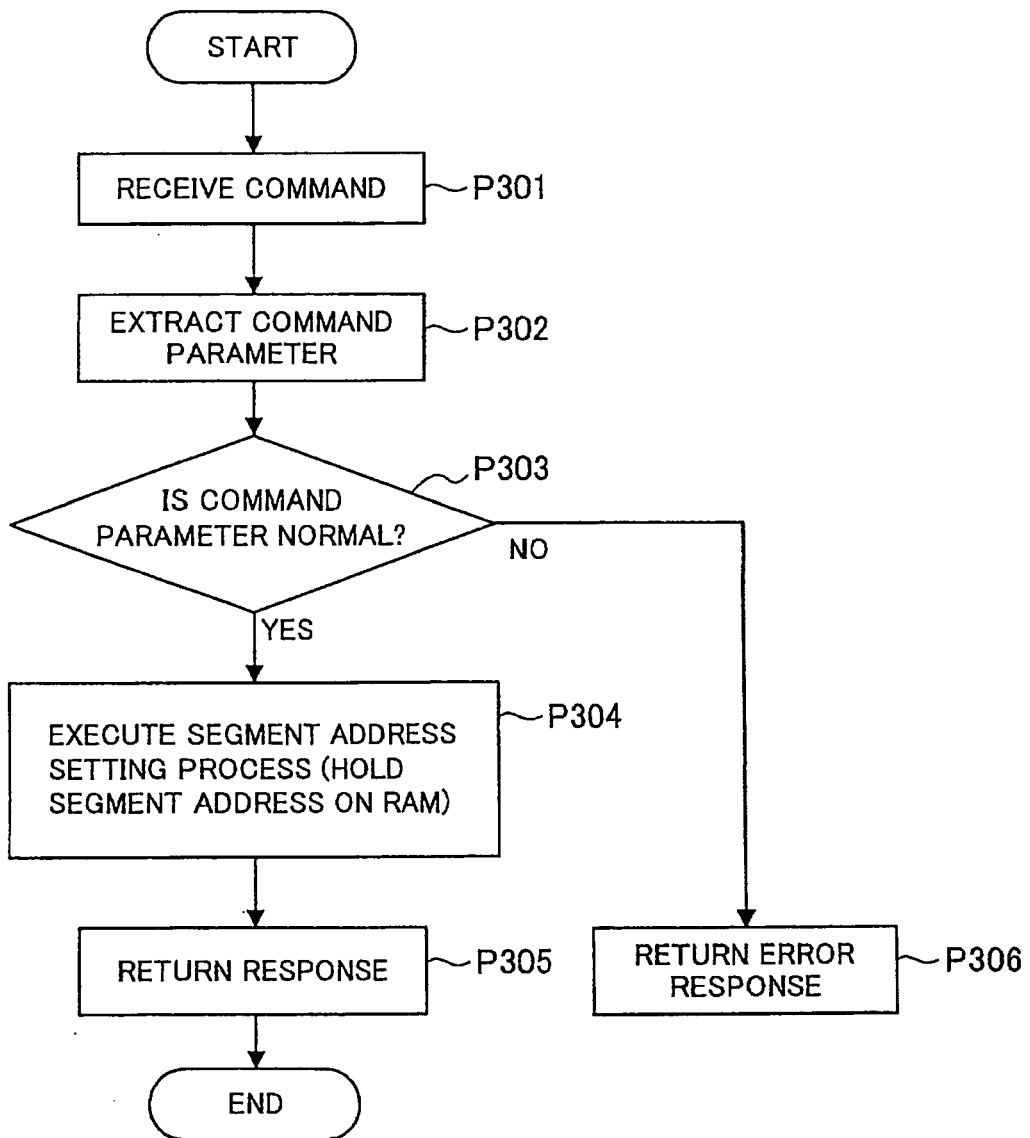 START
RECEIVE COMMAND
P301
EXTRACT COMMAND
PARAMETER
P302
IS COMMAND
PARAMETER NORMAL?
P303
NO
YES
EXECUTE SEGMENT ADDRESS
SETTING PROCESS (HOLD
SEGMENT ADDRESS ON RAM)
P304
RETURN RESPONSE
P305
RETURN ERROR
RESPONSE
P306
END